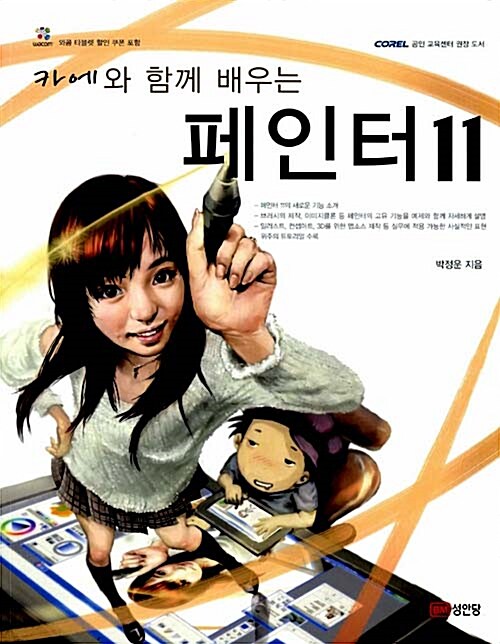 wacom 와콤 타블렛 할인 쿠폰 포함
COREL 공인 교육센터 권장 도서
카에와 함께 배우는
페인터 11
- 페인터 11의 새로운 기능 소개
- 브러시의 제작, 이미지클론 등 페인터의 고유 기능을 예제와 함께 자세하게 설명
- 일러스트, 컨셉아트, 3D를 위한 맵소스 제작 등 실무에 적용 가능한 사실적인 표현
위주의 튜토리얼 수록
박정운 지음
BM 성안당